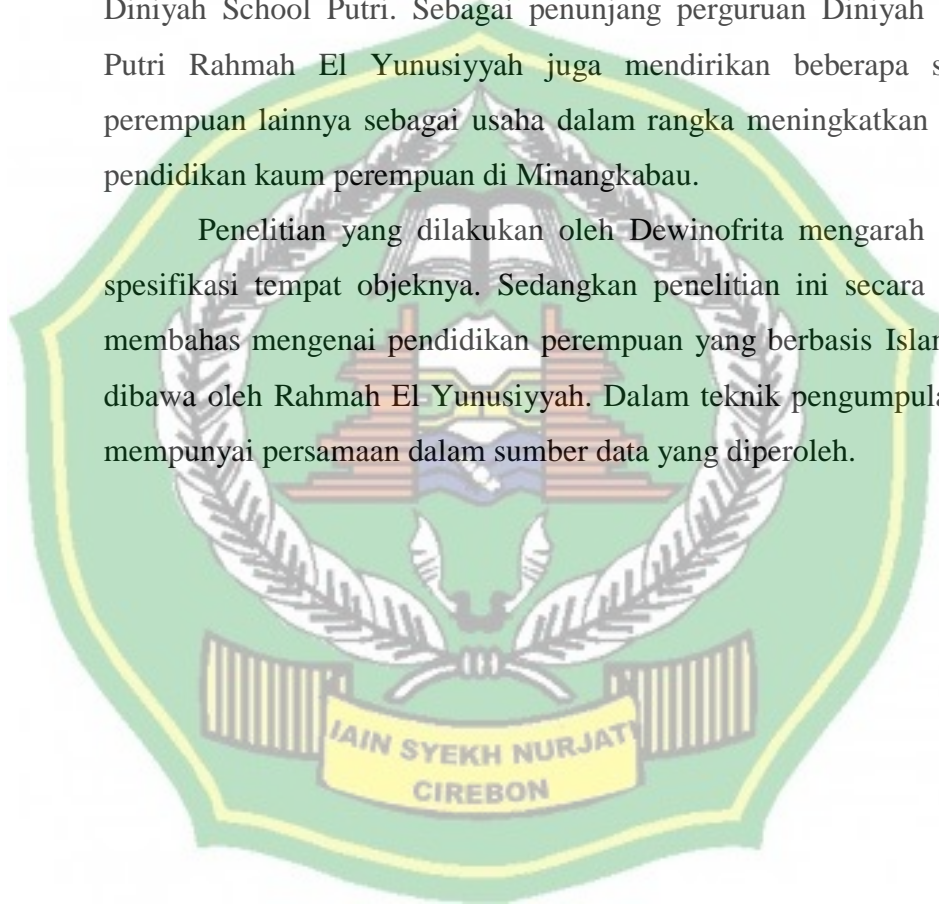 Diniyah School Putri. Sebagai penunjang perguruan Diniyah
Putri Rahmah El Yunusiyyah juga mendirikan beberapa
perempuan lainnya sebagai usaha dalam rangka meningkatkan
pendidikan kaum perempuan di Minangkabau.
Penelitian yang dilakukan oleh Dewinofrita mengarah
spesifikasi tempat objeknya. Sedangkan penelitian ini secara
membahas mengenai pendidikan perempuan yang berbasis
dibawa oleh Rahmah El Yunusiyyah. Dalam teknik
mempunyai persamaan dalam sumber data yang diperoleh.
IAIN SYEKH NURJATI
CIREBON